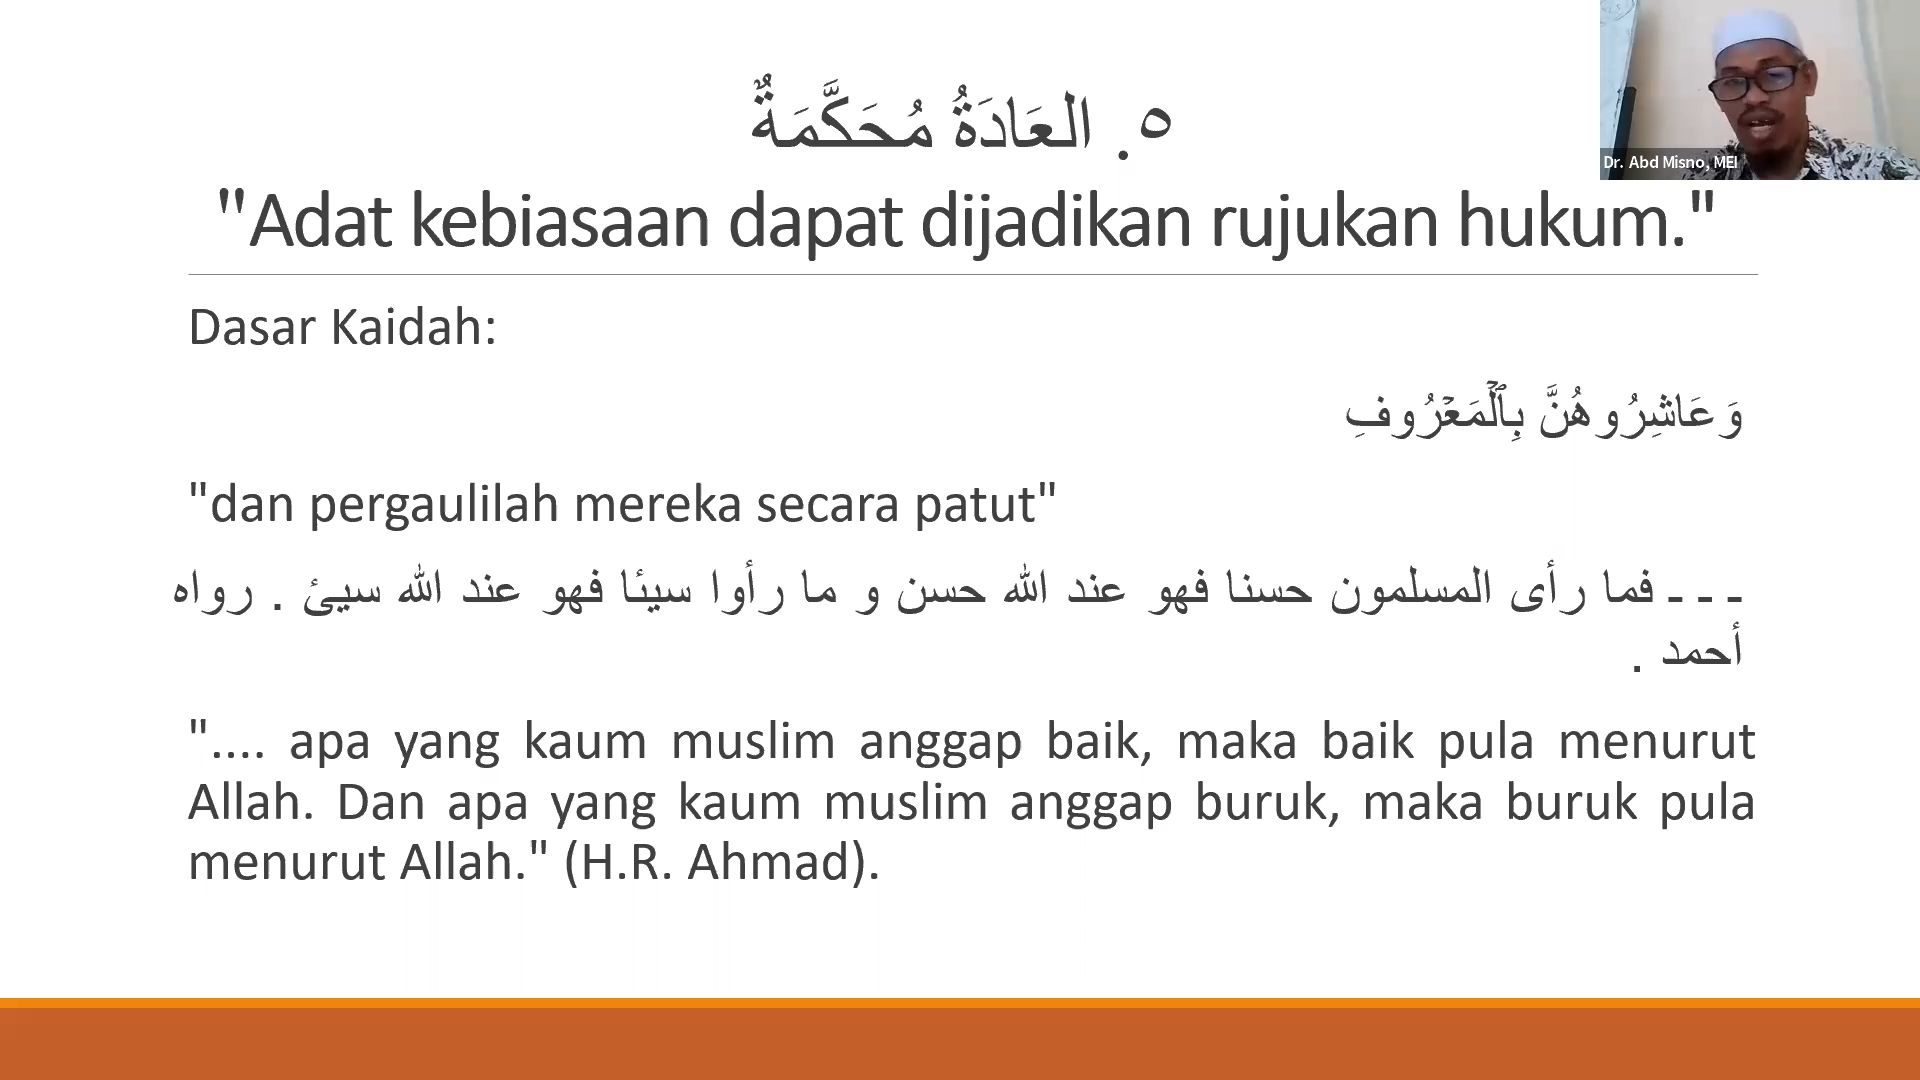 ٥. العَادَةُ مُحَكَّمَةٌ
"Adat kebiasaan dapat dijadikan rujukan hukum."
Dr. Abd Misno, MEI
Dasar Kaidah:
وَعَاشِرُوهُنَّ بِٱلۡمَعۡرُوفِ
"dan pergaulilah mereka secara patut"
- - - فما رأى المسلمون حسنا فهو عند الله حسن و ما رأوا سيئا فهو عند الله سيئ . رواه
أحمد .
".... apa yang kaum muslim anggap baik, maka baik pula menurut
Allah. Dan apa yang kaum muslim anggap buruk, maka buruk pula
menurut Allah." (H.R. Ahmad).